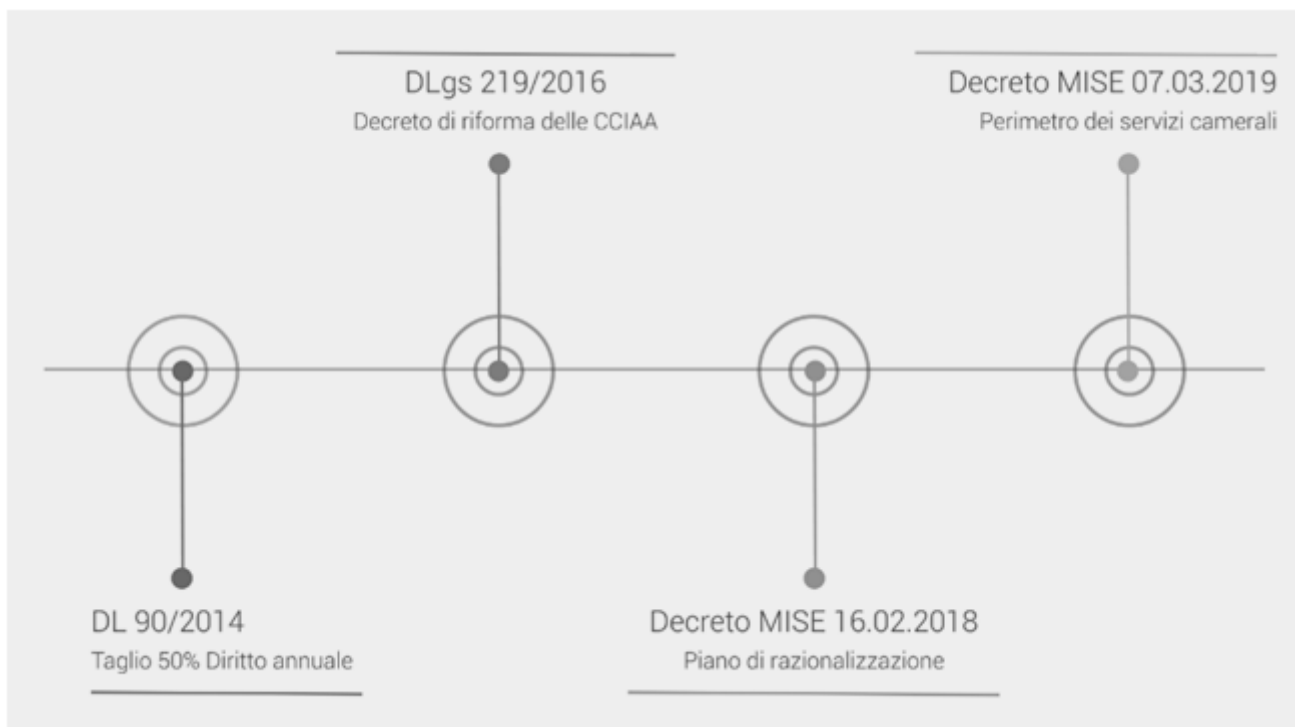 DLgs 219/2016
Decreto di riforma delle CCIAA
Decreto MISE 07.03.2019
Perimetro dei servizi camerali
DL 90/2014
Taglio 50% Diritto annuale
Decreto MISE 16.02.2018
Piano di razionalizzazione